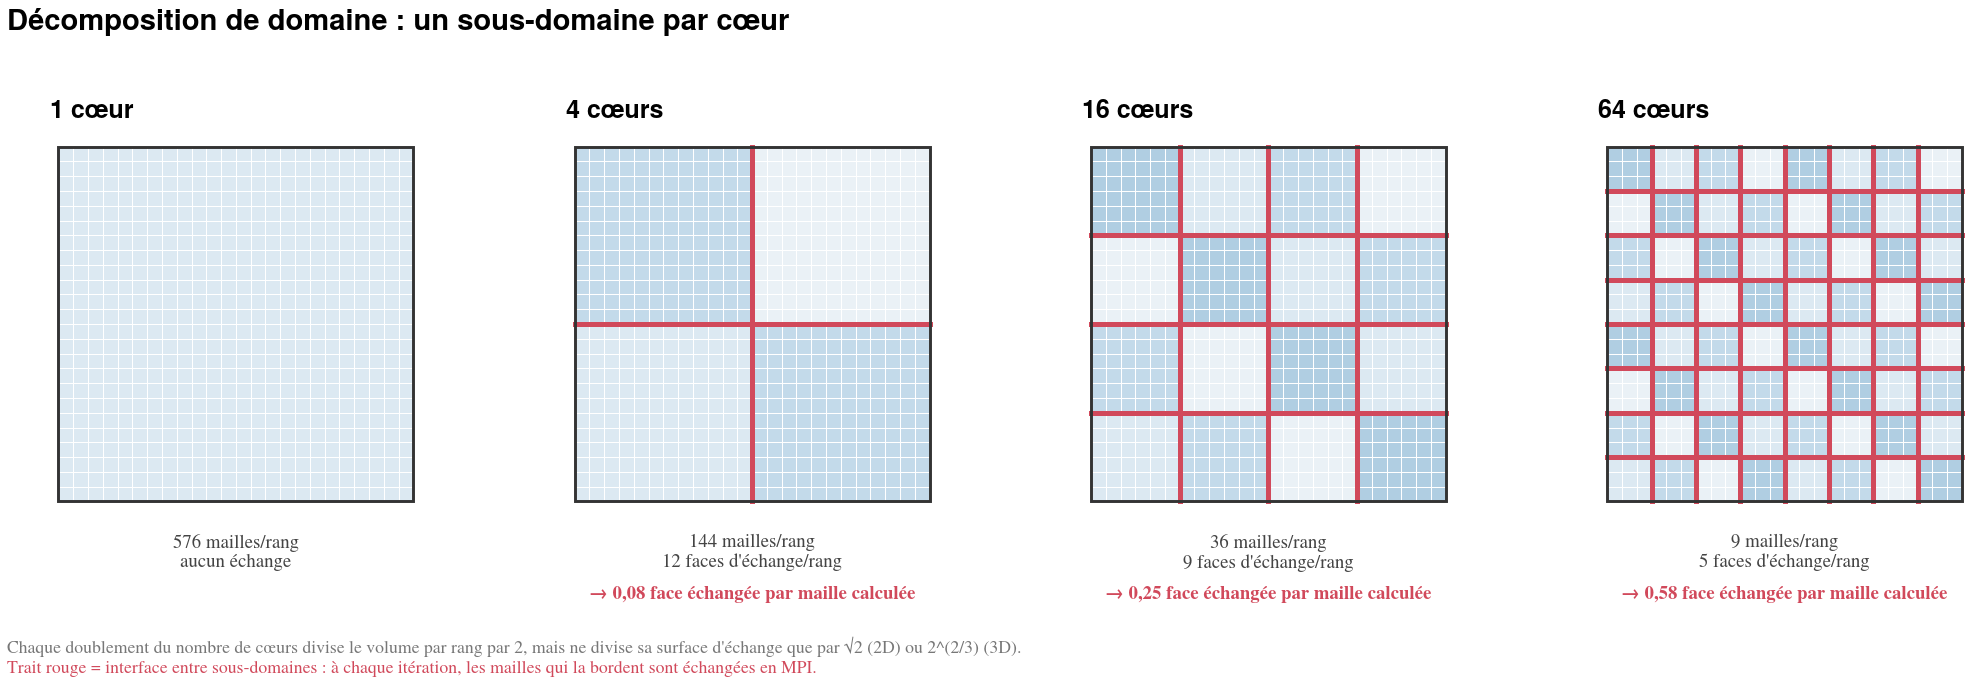 Décomposition de domaine : un sous-domaine par cœur
1 cœur
4 cœurs
16 cœurs
64 cœurs
576 mailles/rang
aucun échange
144 mailles/rang
12 faces d'échange/rang
→ 0,08 face échangée par maille calculée
36 mailles/rang
9 faces d'échange/rang
→ 0,25 face échangée par maille calculée
9 mailles/rang
5 faces d'échange/rang
→ 0,58 face échangée par maille calculée
Chaque doublement du nombre de cœurs divise le volume par rang par 2, mais ne divise sa surface d'échange que par √2 (2D) ou 2^(2/3) (3D).
Trait rouge = interface entre sous-domaines : à chaque itération, les mailles qui la bordent sont échangées en MPI.